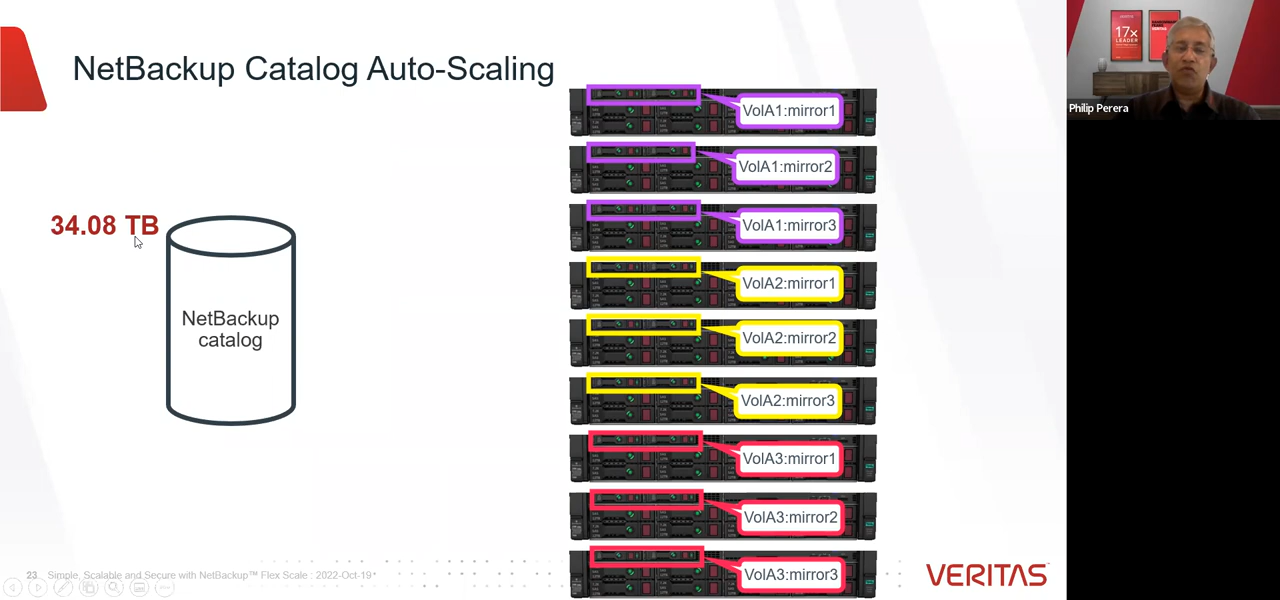 NetBackup Catalog Auto-Scaling
34.08 TB
NetBackup
catalog
VolA1:mirror1
VolA1:mirror2
VolA1:mirror3
VolA2:mirror1
VolA2:mirror2
VolA2:mirror3
VolA3:mirror1
VolA3:mirror2
VolA3:mirror3
23 Simple, Scalable and Secure with NetBackup™ Flex Scale : 2022-Oct-19
VERITAS
17x
LEADER
Philip Perera